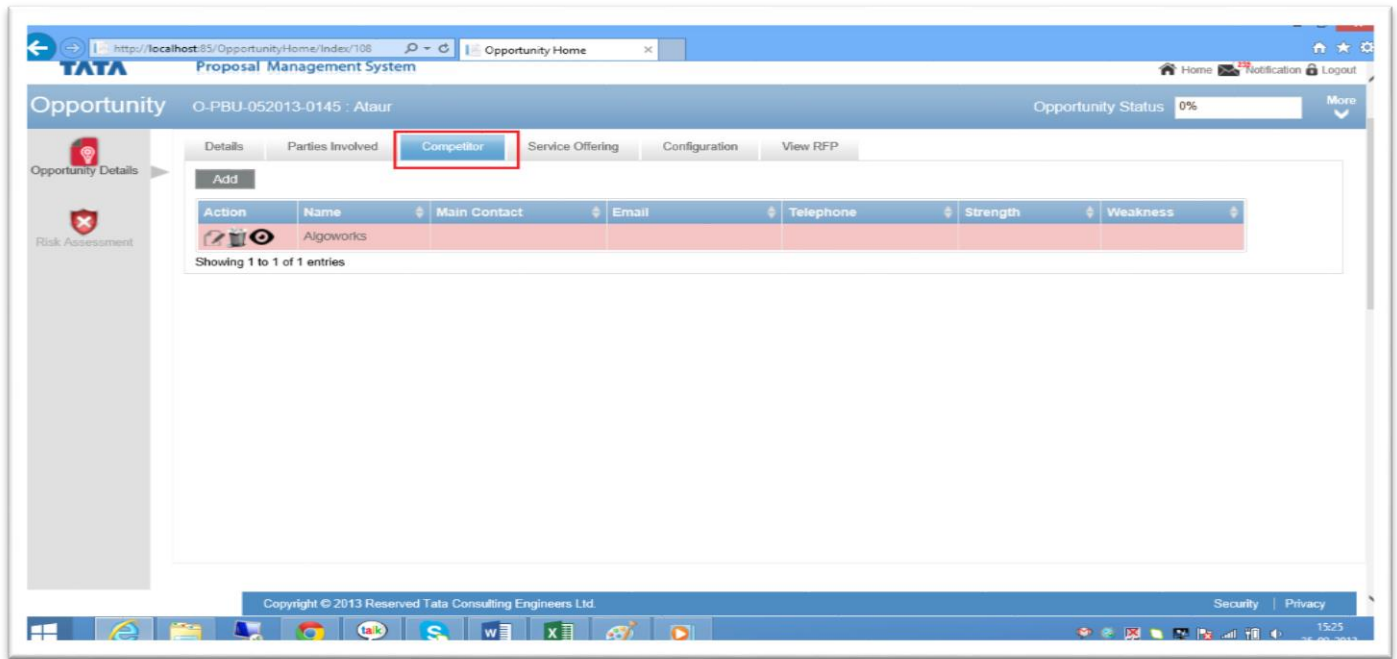 http://localhost:85/OpportunityHome/Index/108 Opportunity Home
TATA Proposal Management System Home Notification Logout
Opportunity O-PBU-052013-0145 : Ataur Opportunity Status 0% More
Details Parties Involved Competitor Service Offering Configuration View RFP
Opportunity Details
Add
Action Name Main Contact Email Telephone Strength Weakness
Algoworks
Risk Assessment
Showing 1 to 1 of 1 entries
Copyright © 2013 Reserved Tata Consulting Engineers Ltd. Security | Privacy
talk
15:25